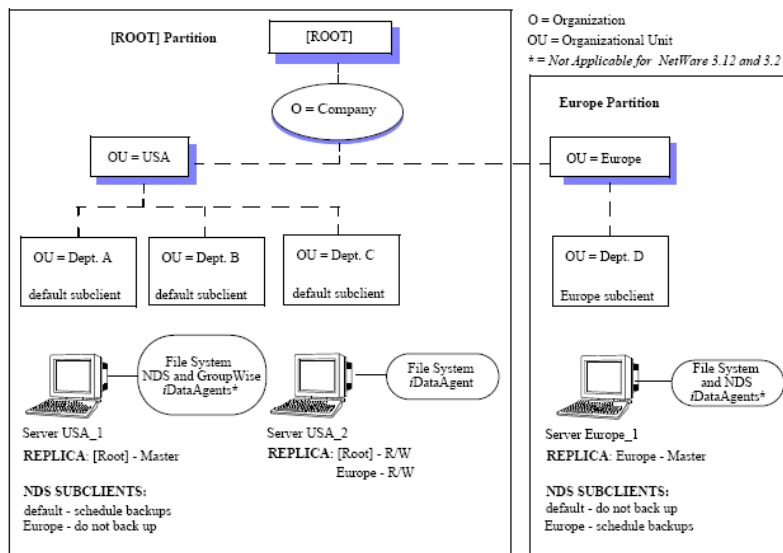 [ROOT] Partition
[ROOT]
O = Company
OU = USA
OU = Dept. A
default subclient
OU = Dept. B
default subclient
OU = Dept. C
default subclient
File System
NDS and GroupWise
iDataAgents*
Server USA_1
REPLICA: [Root] - Master
NDS SUBCLIENTS:
default - schedule backups
Europe - do not back up
File System
iDataAgent
Server USA_2
REPLICA: [Root] - R/W
Europe - R/W
O = Organization
OU = Organizational Unit
* = Not Applicable for NetWare 3.12 and 3.2
Europe Partition
OU = Europe
OU = Dept. D
Europe subclient
File System
and NDS
iDataAgents*
Server Europe_1
REPLICA: Europe - Master
NDS SUBCLIENTS:
default - do not back up
Europe - schedule backups